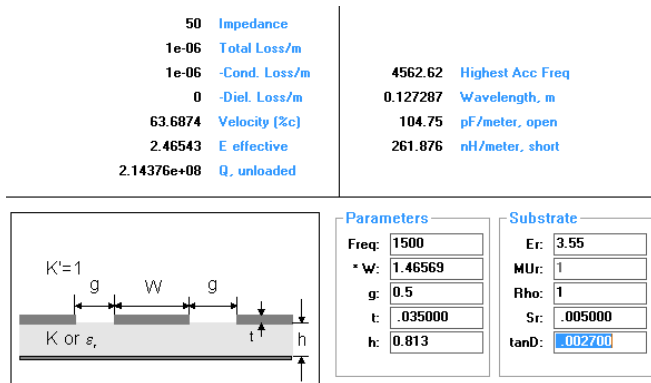 50 Impedance
1e-06 Total Loss/m
1e-06 -Cond. Loss/m
0 -Diel. Loss/m
63.6874 Velocity (%c)
2.46543 E effective
2.14376e+08 Q, unloaded
4562.62 Highest Acc Freq
0.127287 Wavelength, m
104.75 pF/meter, open
261.876 nH/meter, short
K'=1
g W g
K or εr t h
Parameters
Freq: 1500
* W: 1.46569
g: 0.5
t: .035000
h: 0.813
Substrate
Er: 3.55
MUr: 1
Rho: 1
Sr: .005000
tanD: .002700